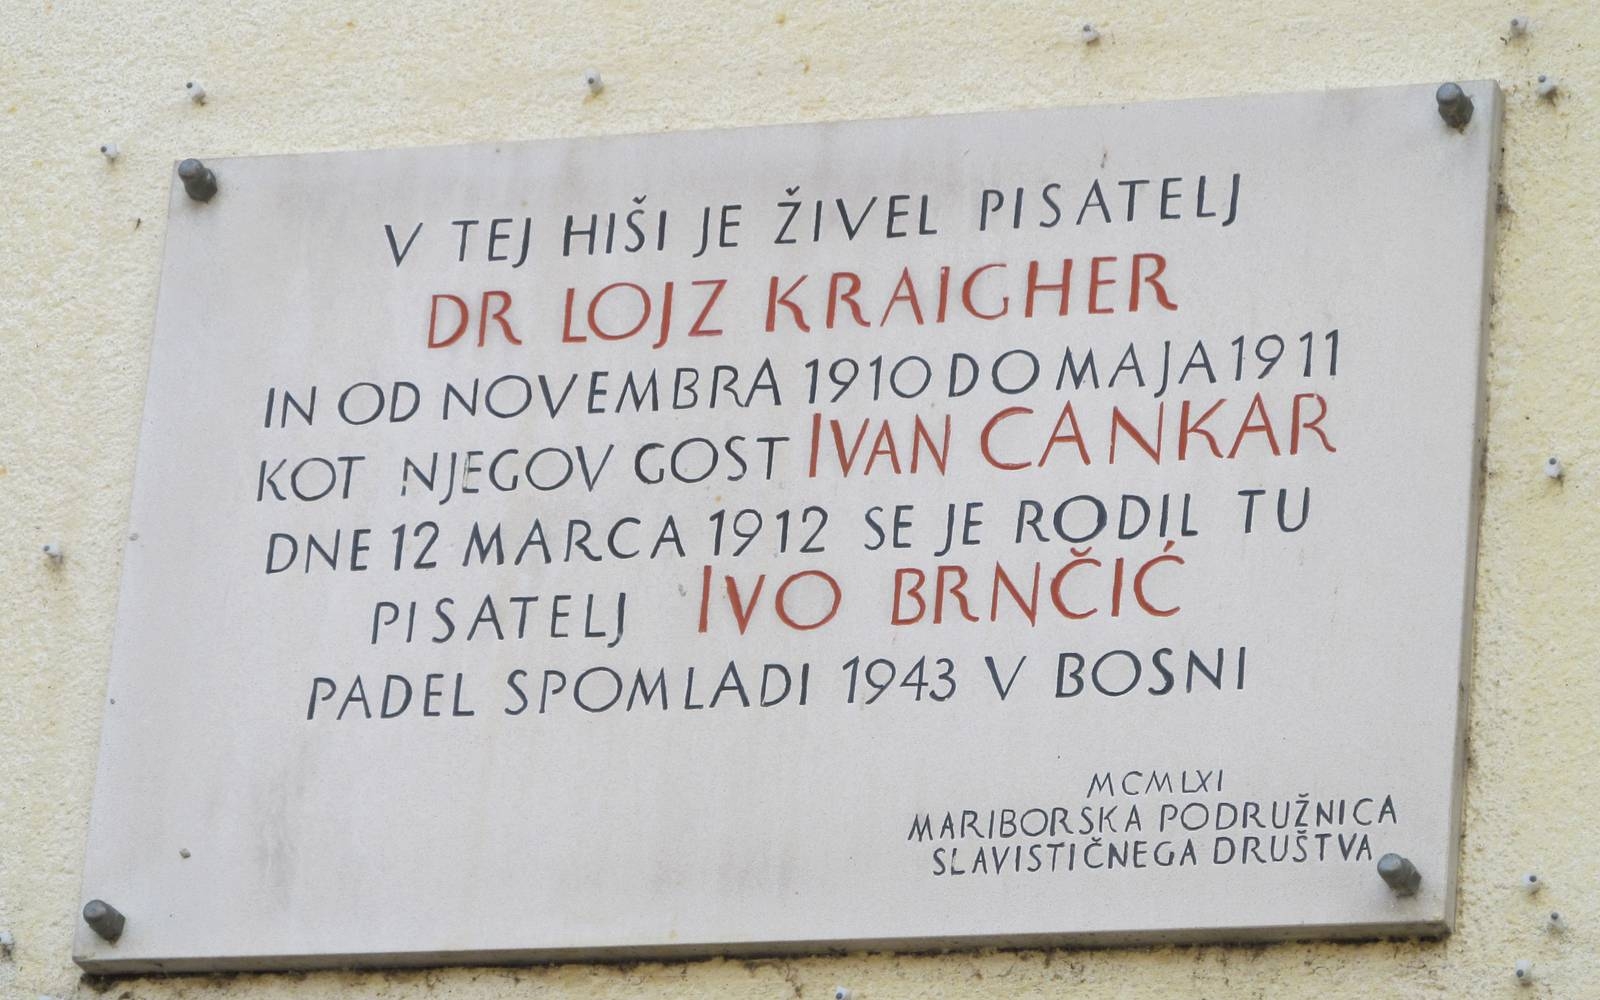 V TEJ HIŠI JE ŽIVEL PISATELJ
DR LOJZ KRAIGHER
IN OD NOVEMBRA 1910 DO MAJA 1911
KOT NJEGOV GOST IVAN CANKAR
DNE 12 MARCA 1912 SE JE RODIL TU
PISATELJ IVO BRNČIĆ
PADEL SPOMLADI 1943 V BOSNI
MCMLXI
MARIBORSKA PODRUŽNICA
SLAVISTIČNEGA DRUŠTVA